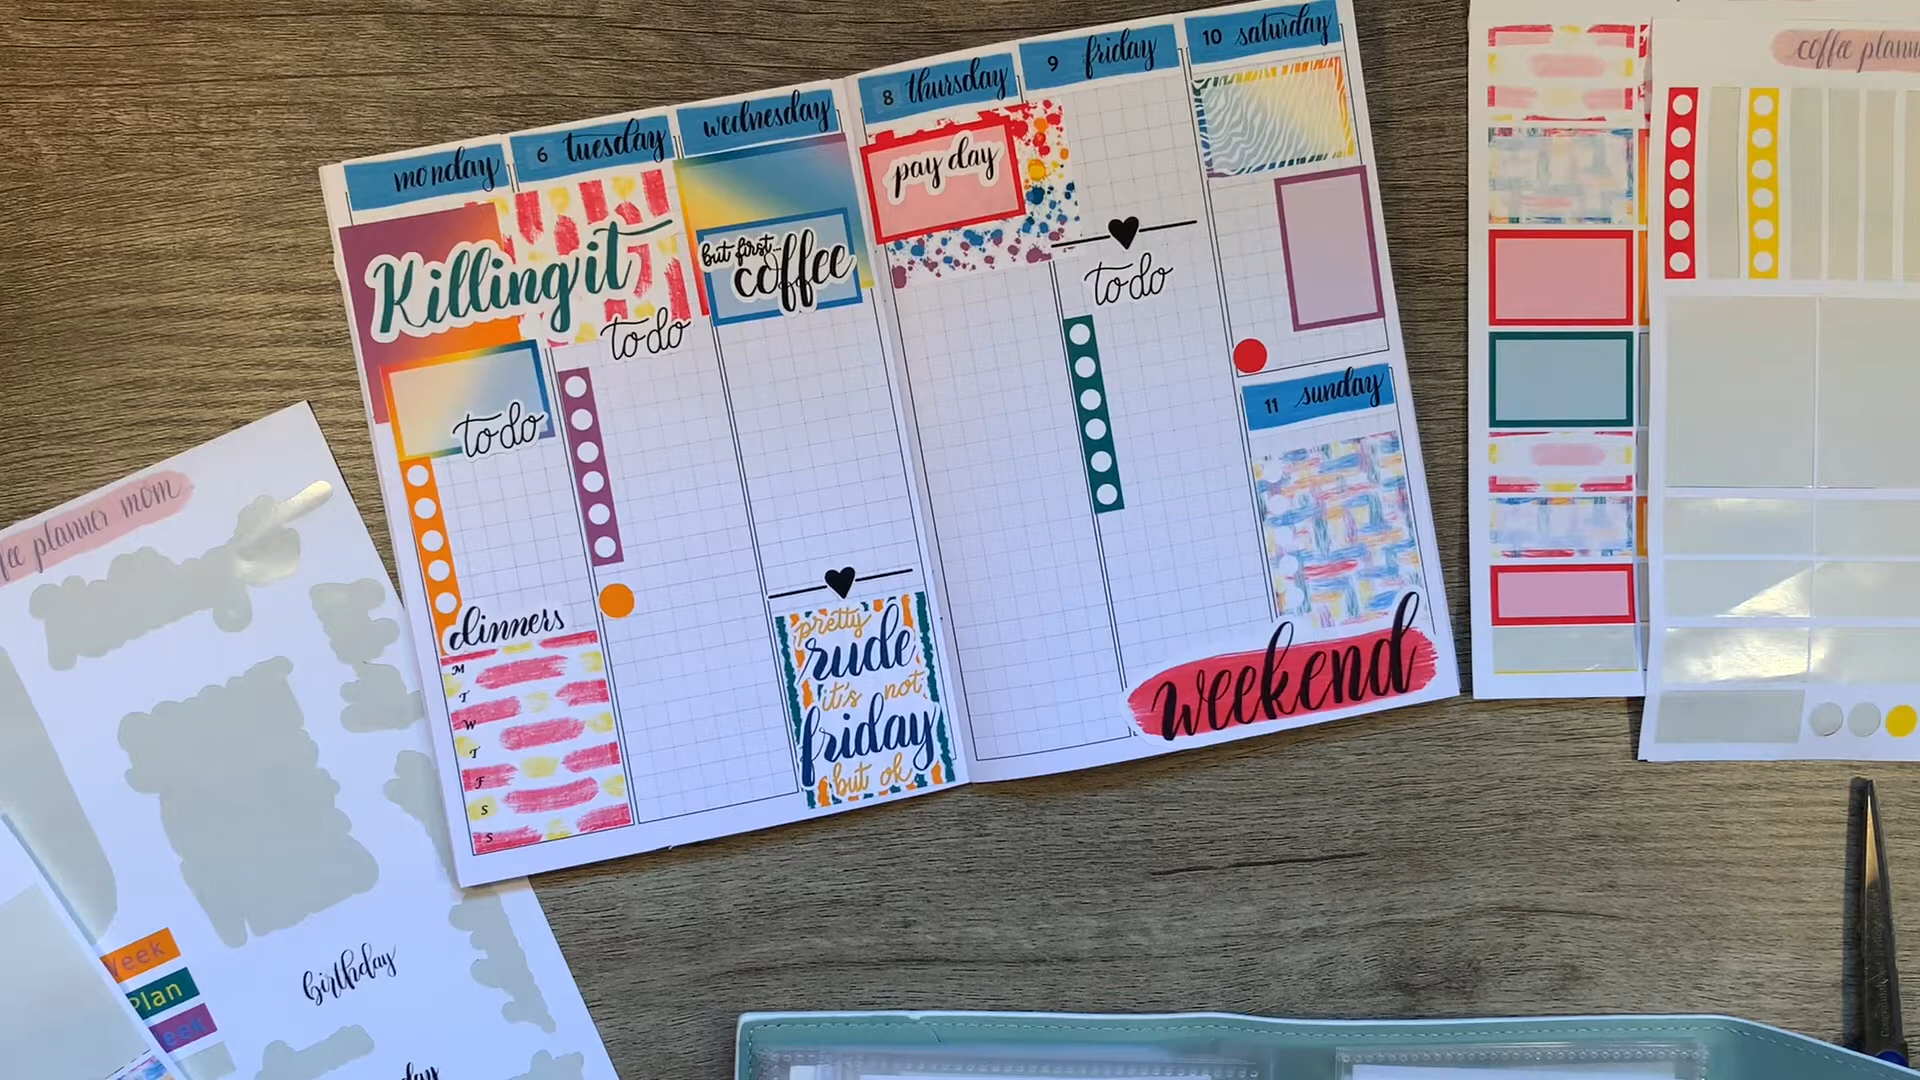 monday
6 tuesday
wednesday
8 thursday
9 friday
10 saturday
Killing it
to do
but first...
coffee
pay day
to do
to do
11 sunday
dinners
M
T
W
T
F
S
S
pretty
rude
it's not
friday
but ok
weekend
planner mom
Week
Plan
birthday
coffee